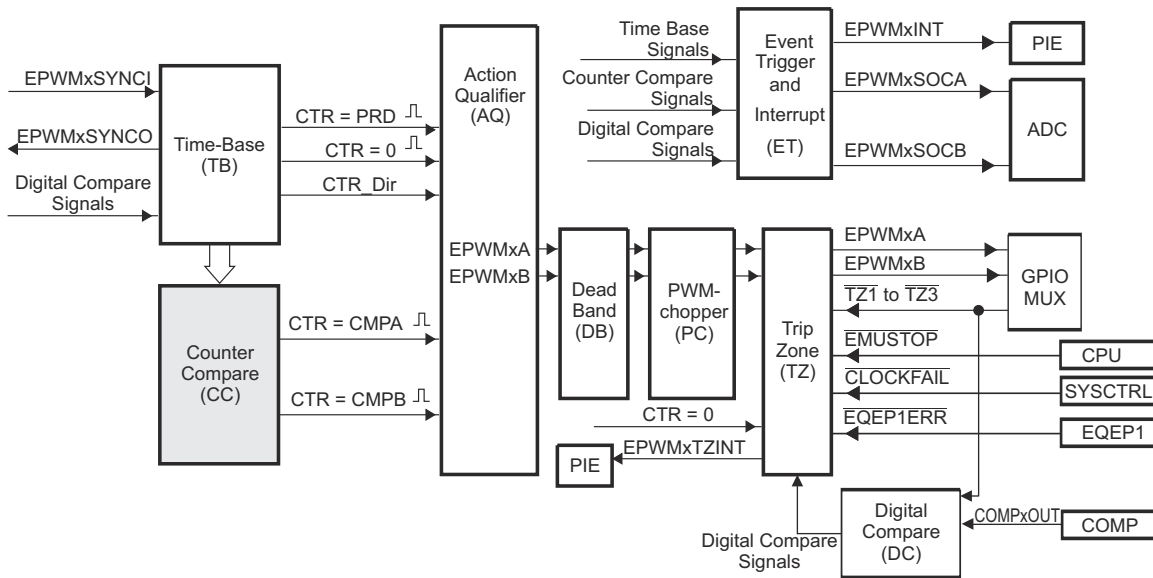 EPWMxSYNCI
EPWMxSYNCO
Digital Compare
Signals
Time-Base
(TB)
CTR = PRD
CTR = 0
CTR_Dir
Counter
Compare
(CC)
CTR = CMPA
CTR = CMPB
Action
Qualifier
(AQ)
EPWMxA
EPWMxB
Time Base
Signals
Counter Compare
Signals
Digital Compare
Signals
Event
Trigger
and
Interrupt
(ET)
EPWMxINT
EPWMxSOCA
EPWMxSOCB
PIE
ADC
Dead
Band
(DB)
PWM-
chopper
(PC)
Trip
Zone
(TZ)
EPWMxA
EPWMxB
TZ1 to TZ3
EMUSTOP
CLOCKFAIL
EQEP1ERR
GPIO
MUX
CPU
SYSCTRL
EQEP1
CTR = 0
EPWMxTZINT
PIE
Digital Compare
Signals
Digital
Compare
(DC)
COMPxOUT
COMP